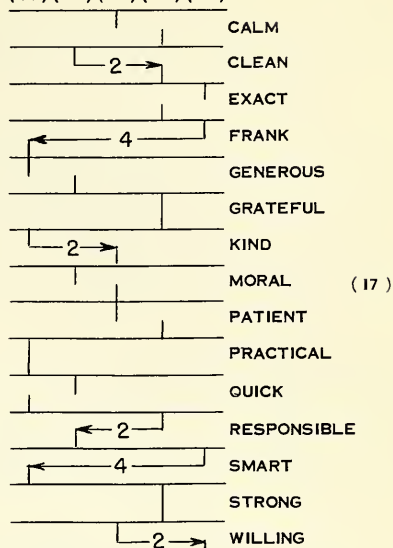 CALM
2 CLEAN
EXACT
4 FRANK
GENEROUS
GRATEFUL
2 KIND
MORAL (17)
PATIENT
PRACTICAL
QUICK
2 RESPONSIBLE
4 SMART
STRONG
2 WILLING